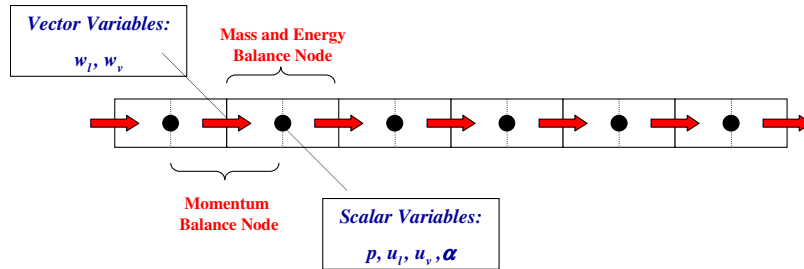 Vector Variables:
w_l, w_v
Mass and Energy
Balance Node
Momentum
Balance Node
Scalar Variables:
p, u_l, u_v ,α